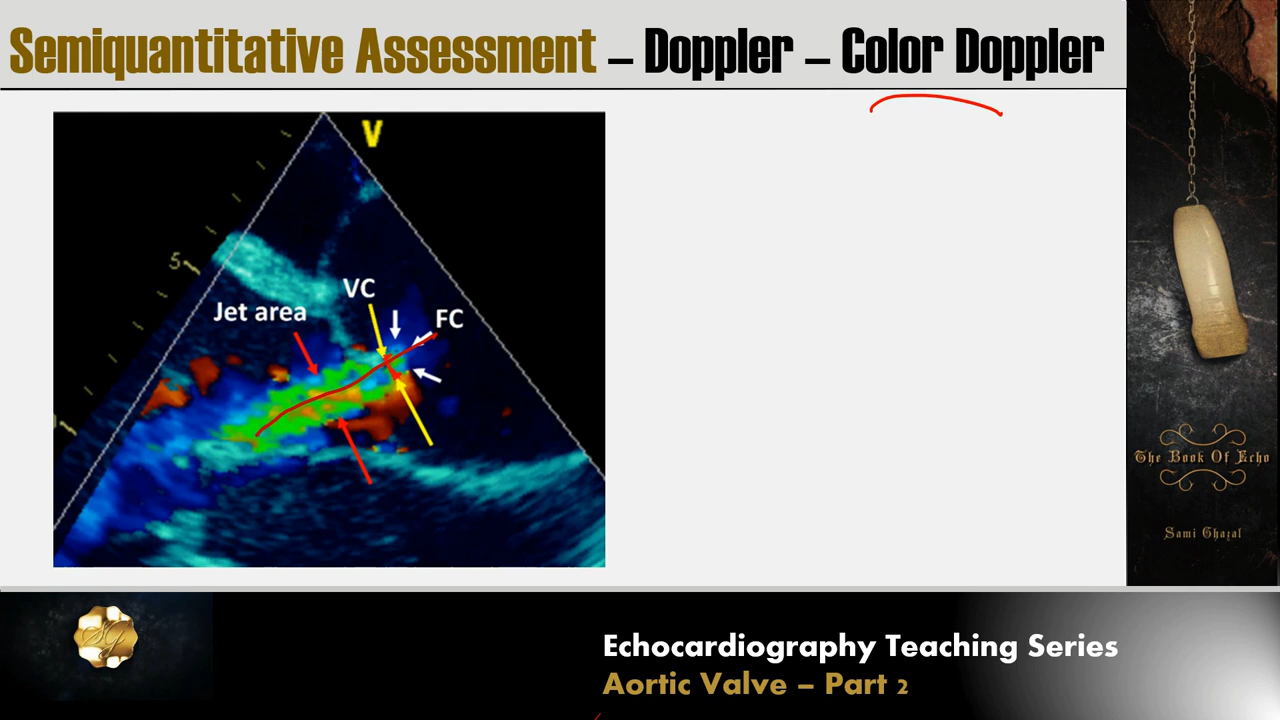 Semiquantitative Assessment – Doppler – Color Doppler
V
5
VC
Jet area
FC
The Book Of Echo
Sami Ghazal
Echocardiography Teaching Series
Aortic Valve – Part 2